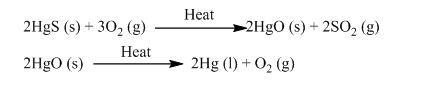 Heat
2HgS (s) + 3O₂ (g) ⟶ 2HgO (s) + 2SO₂ (g)
Heat
2HgO (s) ⟶ 2Hg (l) + O₂ (g)